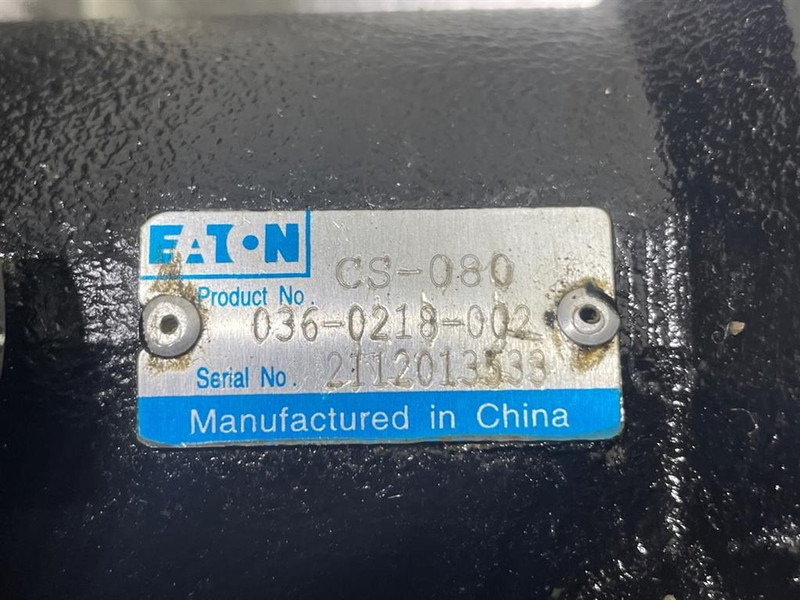 EATON
CS-080
Product No.
036-0218-002
Serial No. 2112013533
Manufactured in China